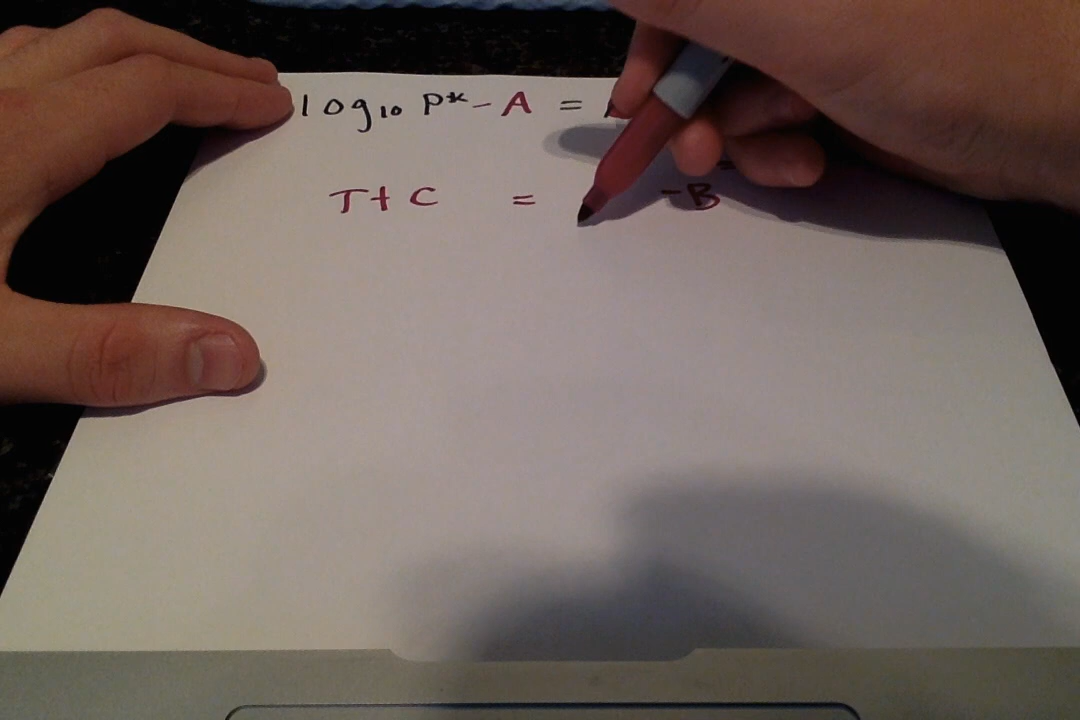 log₁₀ P* - A =
T + C = -B